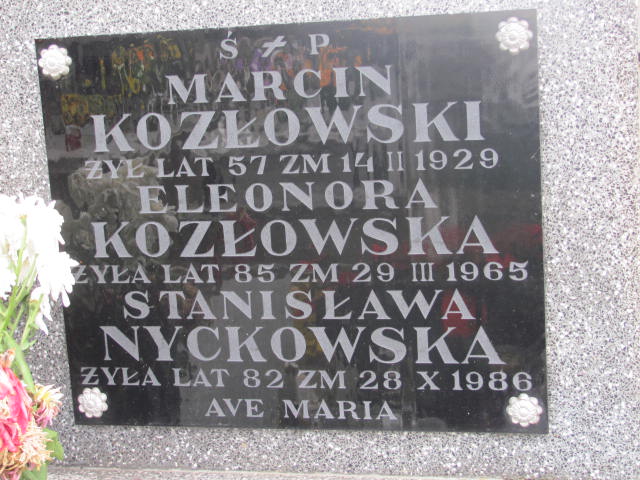 Ś ✝ P
MARCIN
KOZŁOWSKI
ŻYŁ LAT 57 ZM 14 II 1929
ELEONORA
KOZŁOWSKA
ŻYŁA LAT 85 ZM 29 III 1965
STANISŁAWA
NYCKOWSKA
ŻYŁA LAT 82 ZM 28 X 1986
AVE MARIA